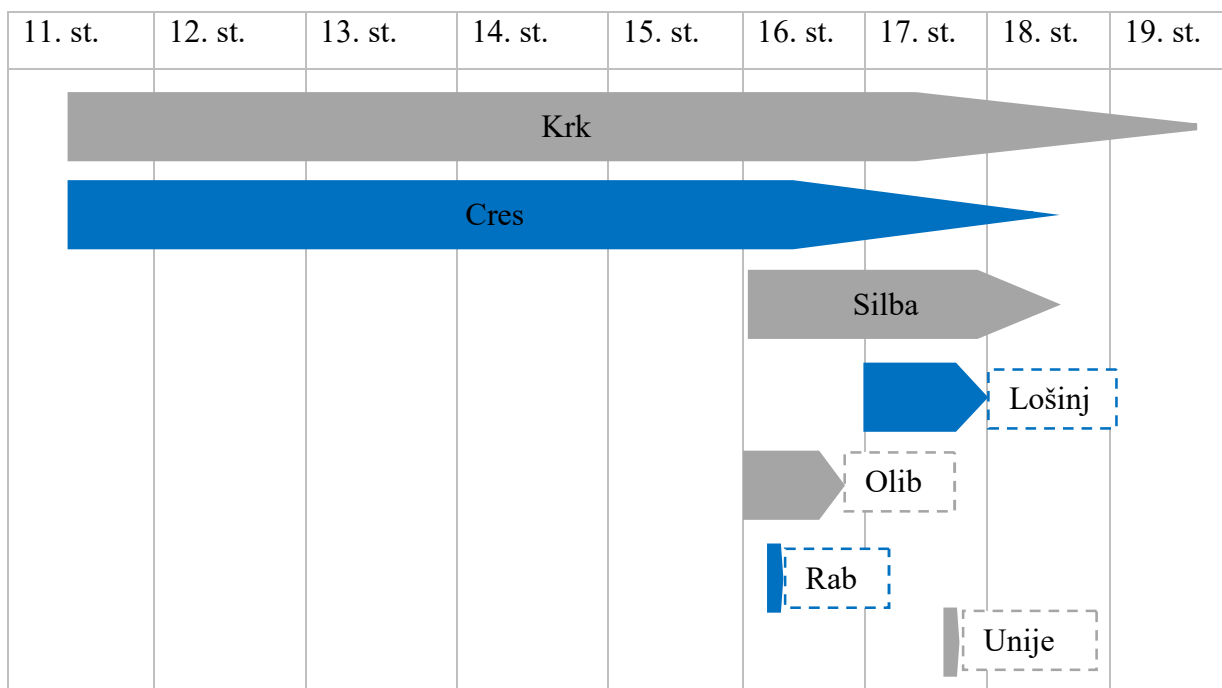 11. st. 12. st. 13. st. 14. st. 15. st. 16. st. 17. st. 18. st. 19. st.
Krk
Cres
Silba
Lošinj
Olib
Rab
Unije